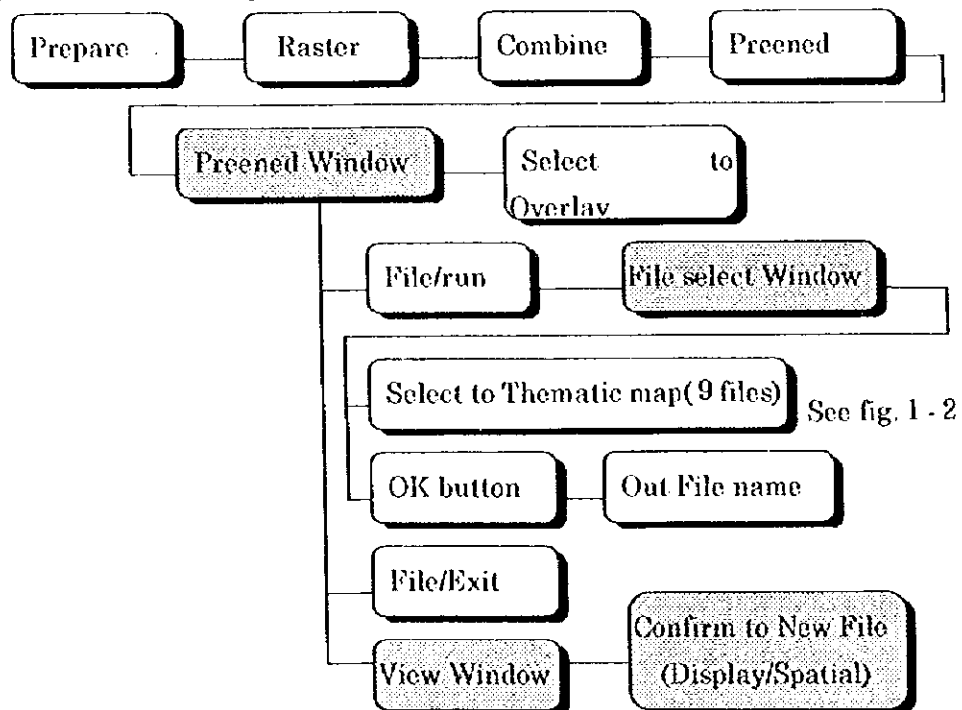 Prepare
Raster
Combine
Preened
Preened Window
Select to
Overlay
File/run
File select Window
Select to Thematic map(9 files)
See fig. 1 - 2
OK button
Out File name
File/Exit
View Window
Confirm to New File
(Display/Spatial)